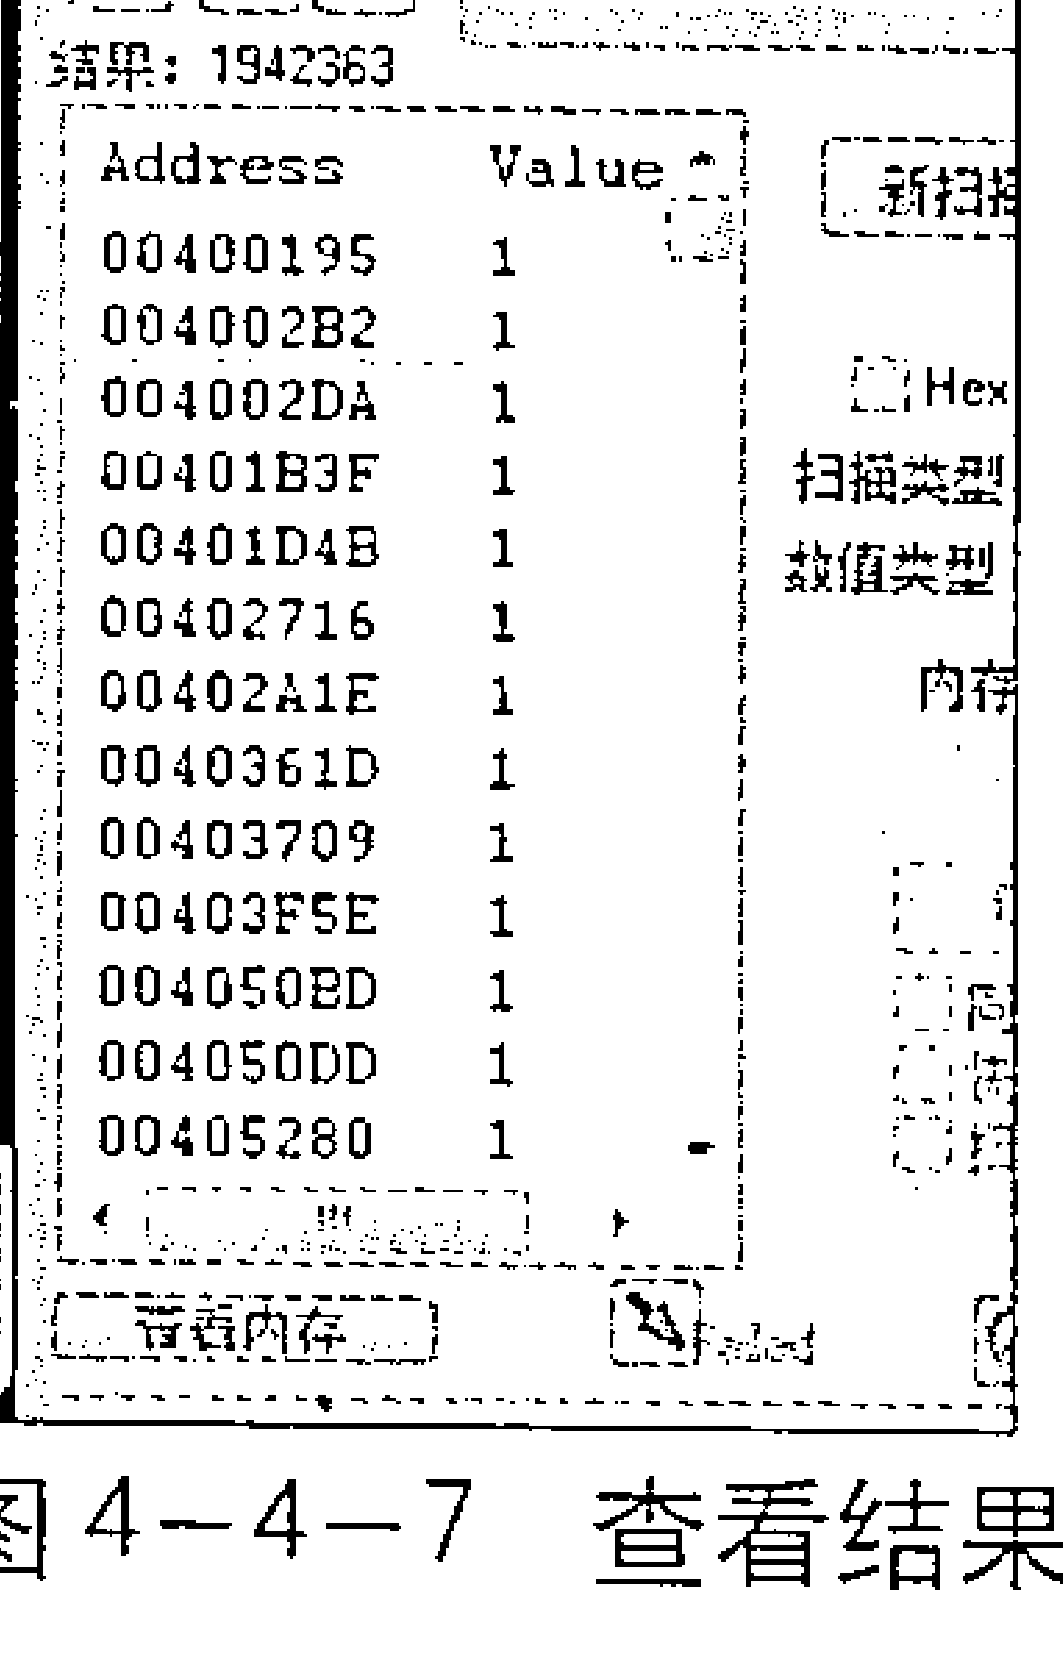 结果: 1942363
Address Value
00400195 1
004002B2 1
004002DA 1
00401B3F 1
00401D4B 1
00402716 1
00402A1E 1
0040361D 1
00403709 1
00403F5E 1
004050BD 1
004050DD 1
00405280 1
查看内存
新扫描
Hex
扫描类型
数值类型
内存
图4-4-7 查看结果